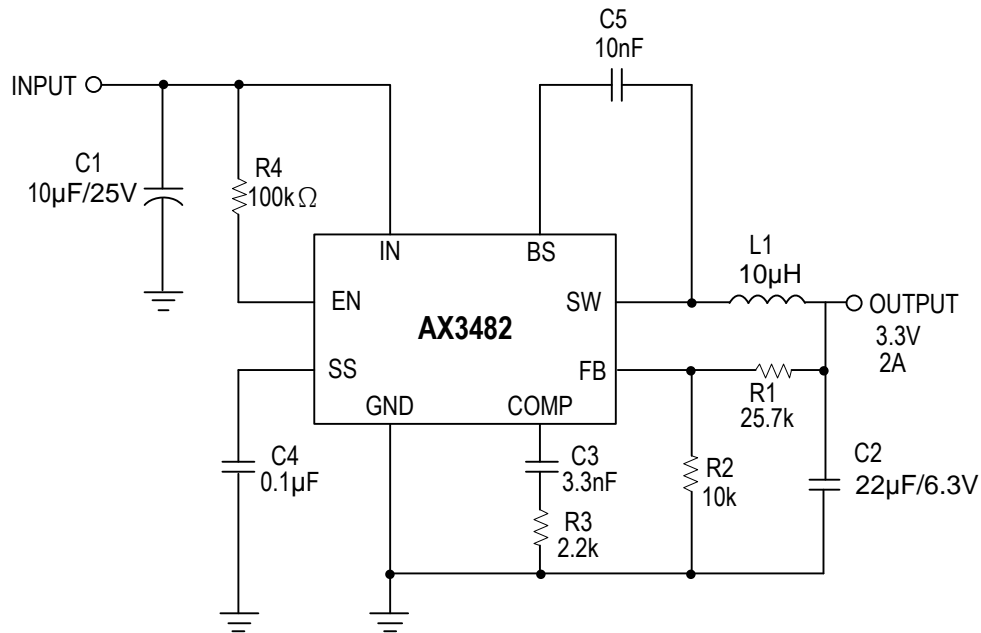 C5
10nF
INPUT
C1
10µF/25V
R4
100kΩ
IN
BS
L1
10µH
EN
SW
OUTPUT
3.3V
2A
AX3482
SS
FB
R1
25.7k
GND
COMP
C4
0.1µF
C3
3.3nF
R2
10k
C2
22µF/6.3V
R3
2.2k